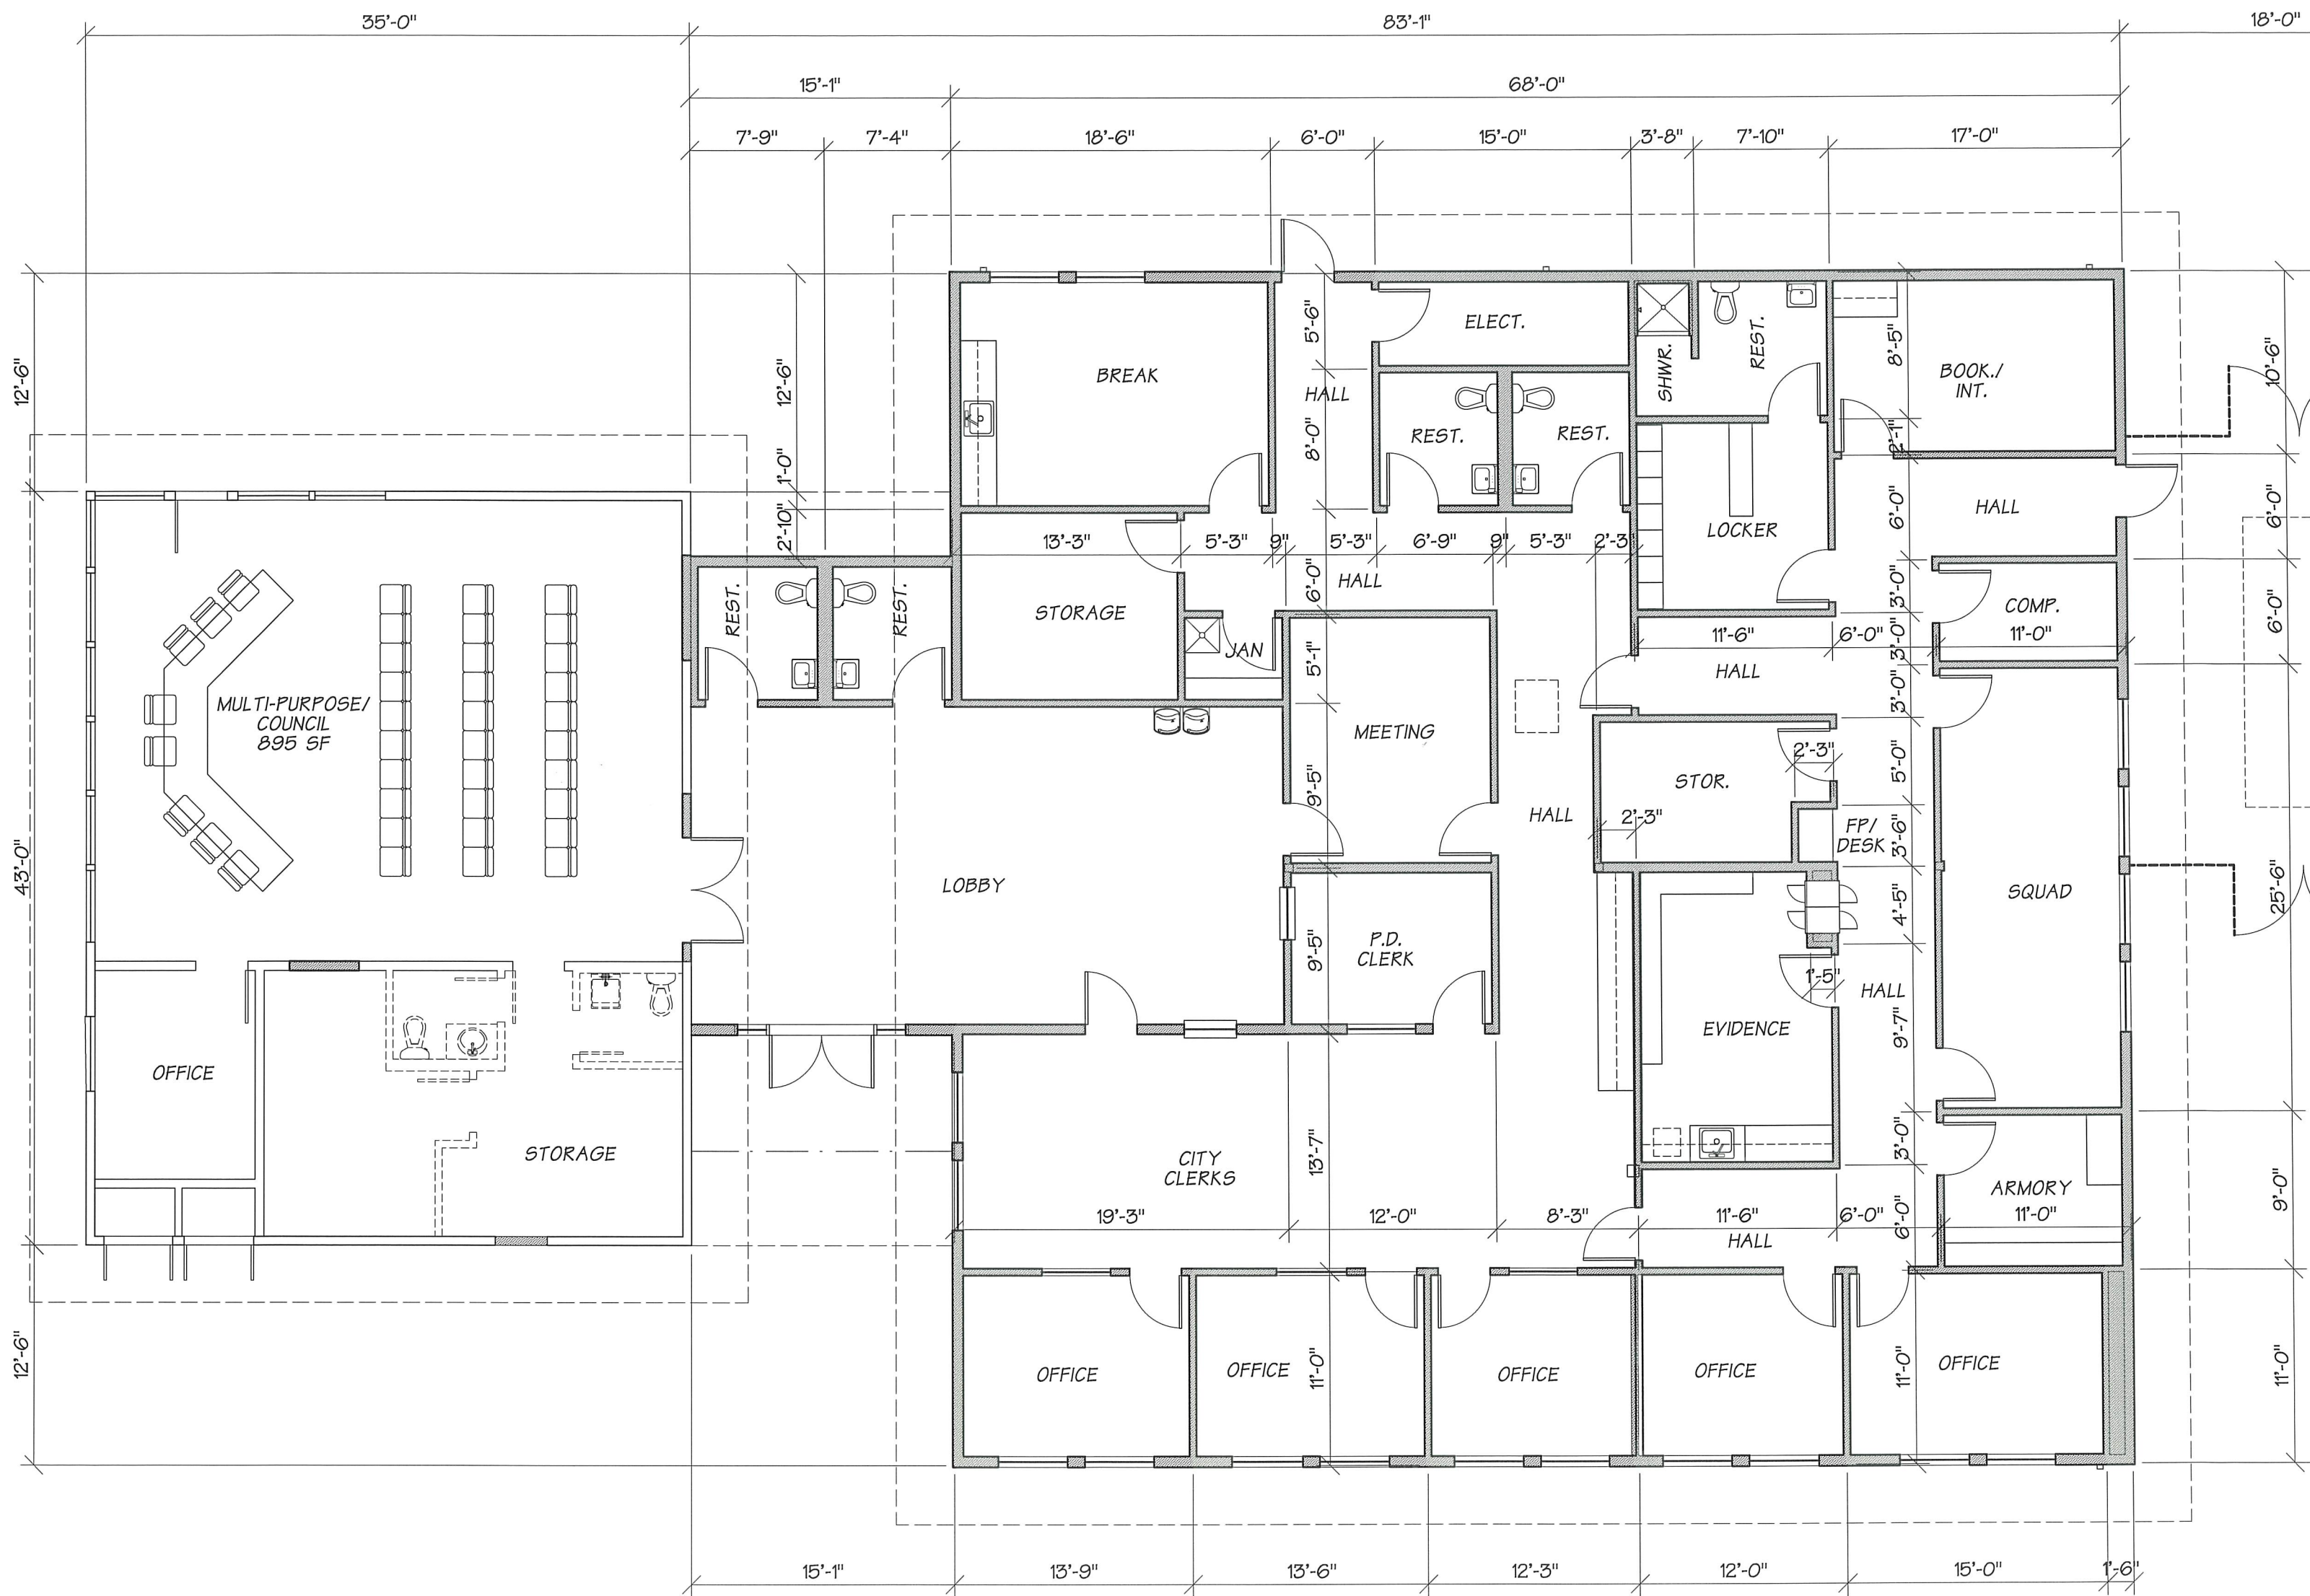 35'-0"
83'-1"
18'-0"
15'-1"
68'-0"
7'-9"
7'-4"
18'-6"
6'-0"
15'-0"
3'-8"
7'-10"
17'-0"
12'-6"
43'-0"
12'-6"
12'-6"
1'-0"
2'-10"
BREAK
5'-6"
HALL
8'-0"
ELECT.
REST.
REST.
SHWR.
REST.
8'-5"
BOOK./
INT.
2'-1"
10'-6"
HALL
6'-0"
6'-0"
LOCKER
13'-3"
5'-3"
9"
5'-3"
6'-9"
9"
5'-3"
2'-3"
6'-0"
HALL
STORAGE
JAN
REST.
REST.
3'-0"
COMP.
6'-0"
11'-6"
6'-0"
3'-0"
11'-0"
HALL
3'-0"
5'-1"
MEETING
9'-5"
MULTI-PURPOSE/
COUNCIL
895 SF
LOBBY
HALL
STOR.
2'-3"
2'-3"
5'-0"
FP/
DESK
3'-6"
4'-5"
SQUAD
25'-6"
P.D.
CLERK
9'-5"
1'-5"
HALL
EVIDENCE
9'-7"
OFFICE
STORAGE
CITY
CLERKS
13'-7"
3'-0"
ARMORY
9'-0"
19'-3"
12'-0"
8'-3"
11'-6"
6'-0"
6'-0"
11'-0"
HALL
OFFICE
OFFICE
11'-0"
OFFICE
OFFICE
11'-0"
OFFICE
11'-0"
15'-1"
13'-9"
13'-6"
12'-3"
12'-0"
15'-0"
1'-6"